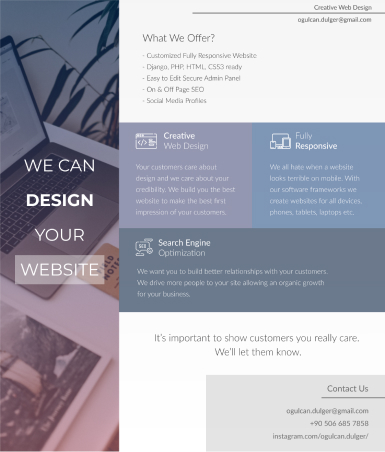 Creative Web Design
ogulcan.dulger@gmail.com
What We Offer?
- Customized Fully Responsive Website
- Django, PHP, HTML, CSS3 ready
- Easy to Edit Secure Admin Panel
- On & Off Page SEO
- Social Media Profiles
WE CAN
DESIGN
YOUR
WEBSITE
Creative
Web Design
Your customers care about
design and we care about your
credibility. We build you the best
website to make the best first
impression of your customers.
Fully
Responsive
We all hate when a website
looks terrible on mobile. With
our software frameworks we
create websites for all devices.
phones, tablets, laptops etc.
Search Engine
Optimization
We want you to build better relationships with your customers.
We drive more people to your site allowing an organic growth
for your business.
It's important to show customers you really care.
We'll let them know.
Contact Us
ogulcan.dulger@gmail.com
+90 506 685 7858
instagram.com/ogulcan.dulger/